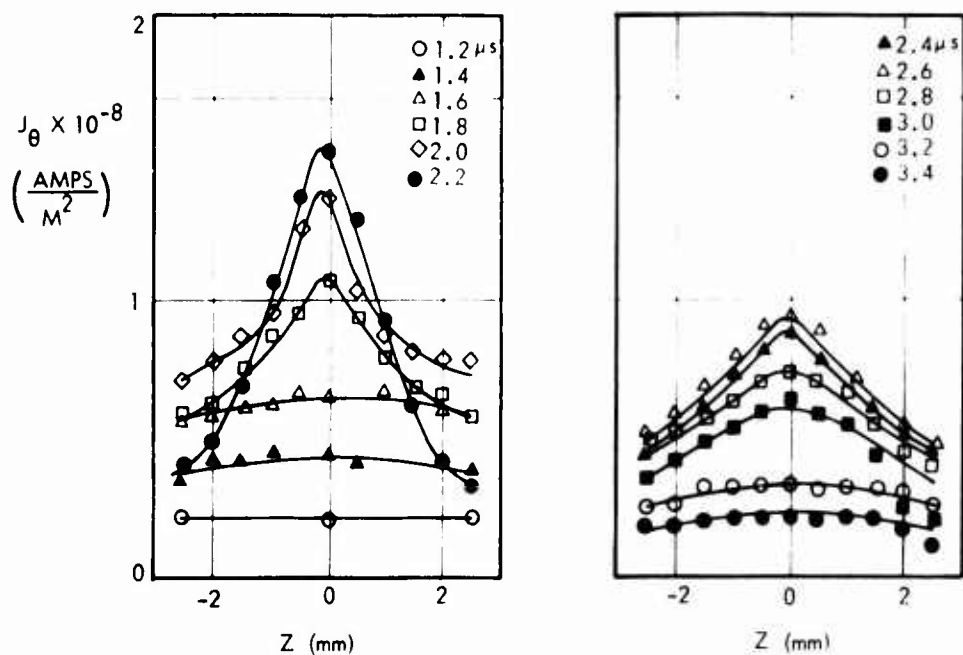 2
1
0
J_θ X 10^-8
(AMPS / M^2)
○ 1.2 μs
▲ 1.4
△ 1.6
□ 1.8
◇ 2.0
● 2.2
-2 0 2
Z (mm)
▲ 2.4 μs
△ 2.6
□ 2.8
■ 3.0
○ 3.2
● 3.4
-2 0 2
Z (mm)